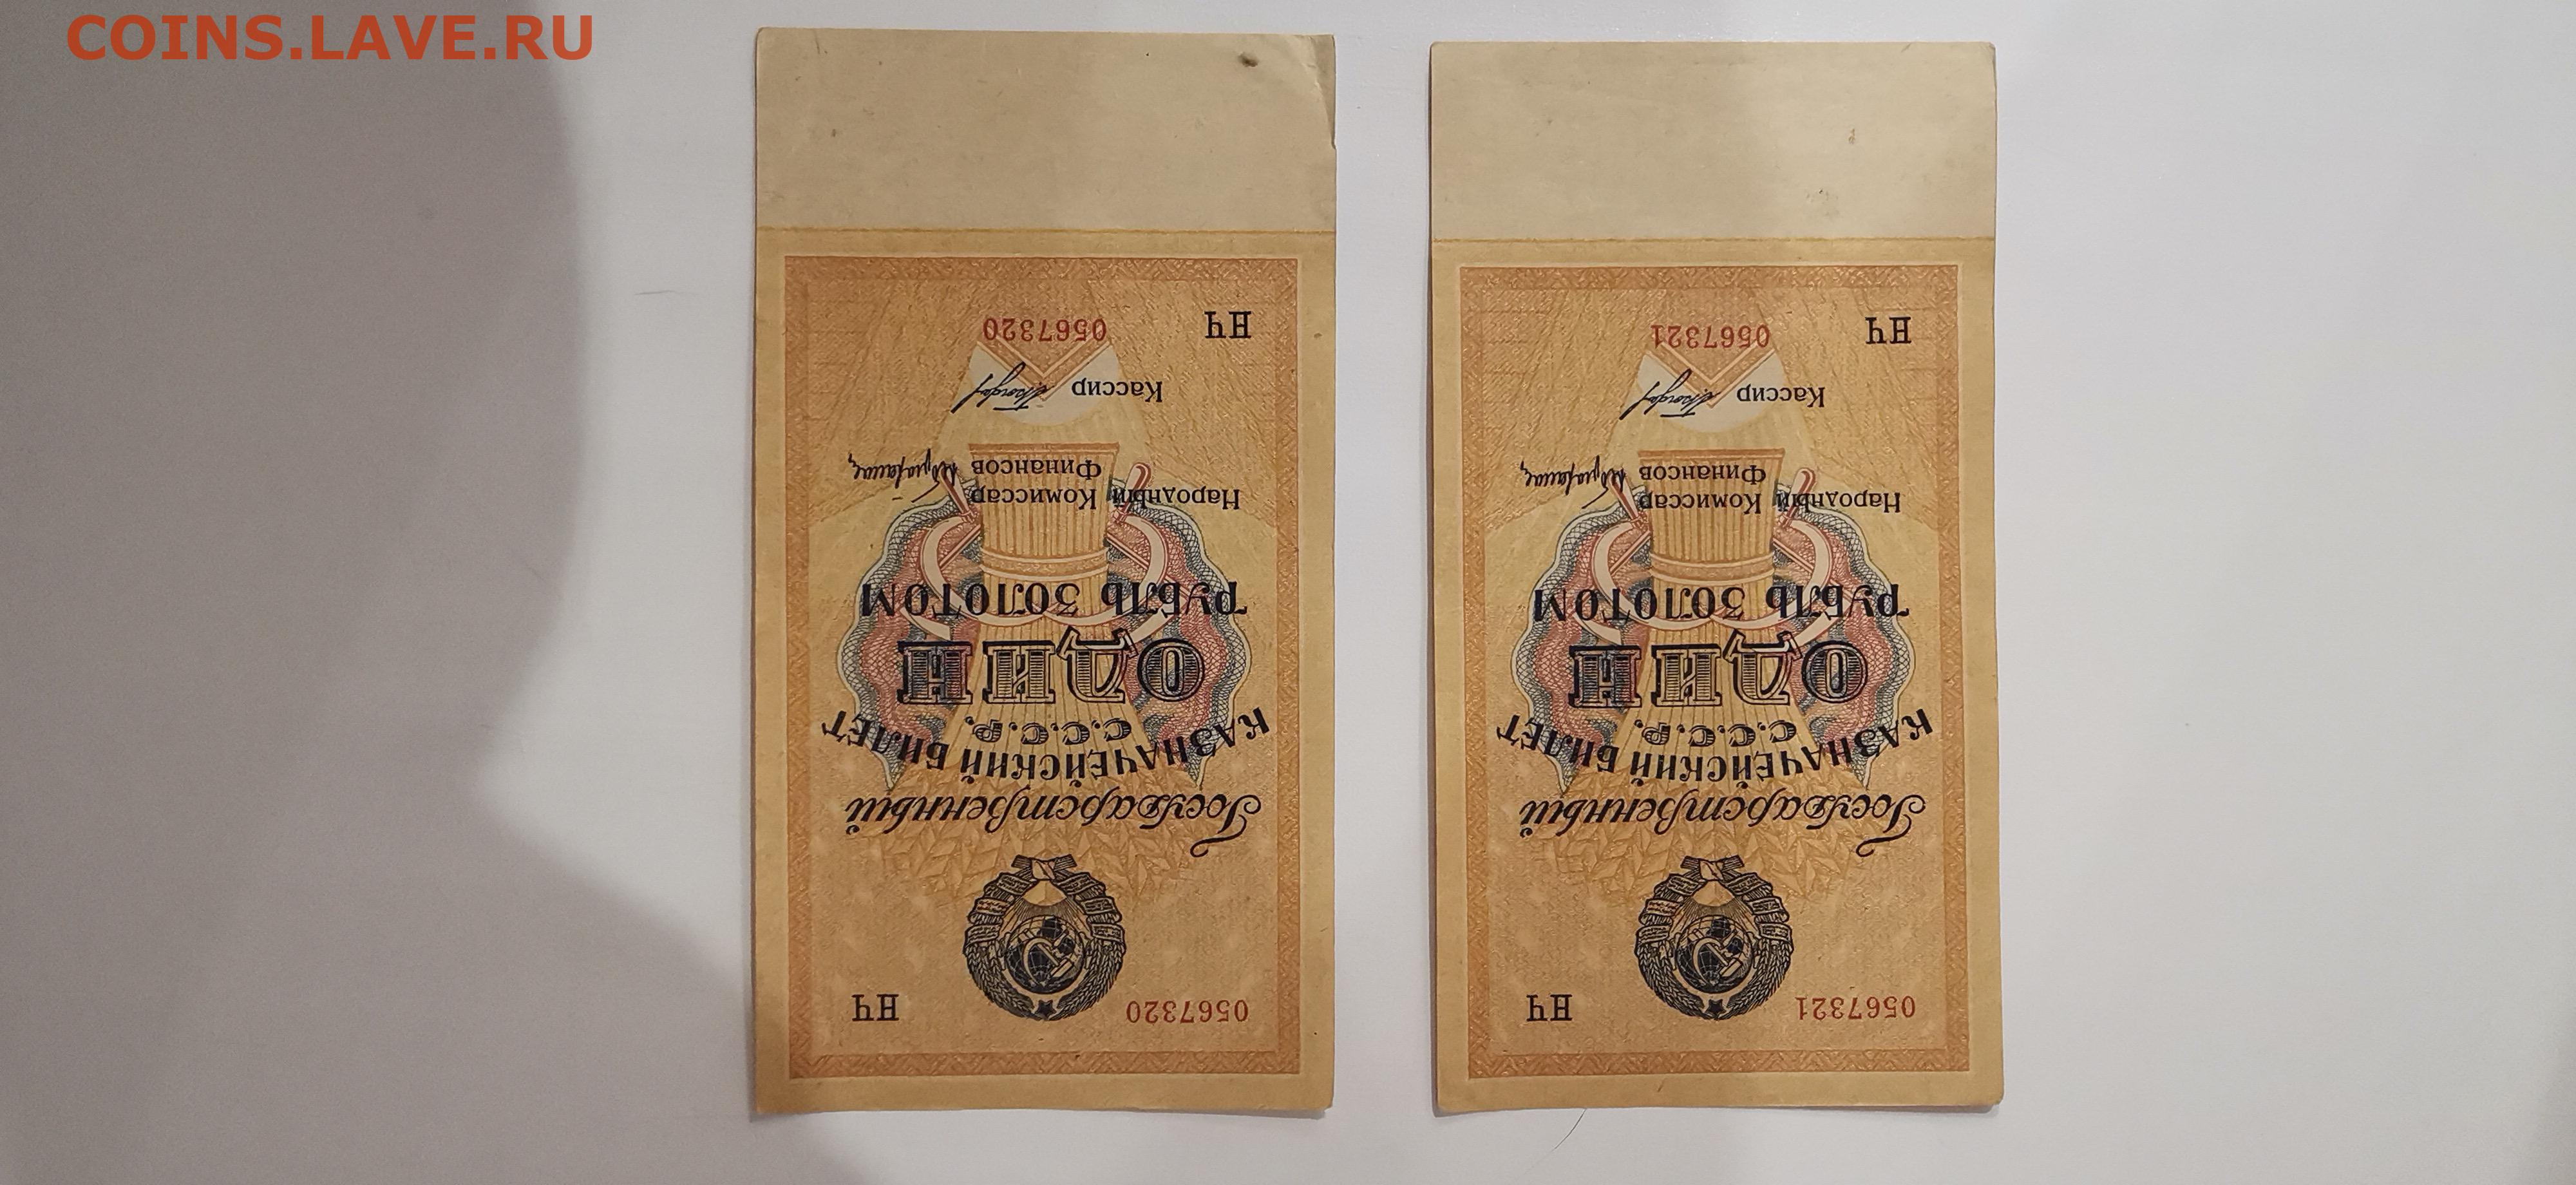 COINS.LAVE.RU
0567320 НЧ
Государственный
КАЗНАЧЕЙСКИЙ БИЛЕТ
С.С.С.Р.
ОДИН
РУБЛЬ ЗОЛОТОМ
Народный Комиссар
Финансов
Кассир
НЧ 0567320
0567321 НЧ
Государственный
КАЗНАЧЕЙСКИЙ БИЛЕТ
С.С.С.Р.
ОДИН
РУБЛЬ ЗОЛОТОМ
Народный Комиссар
Финансов
Кассир
НЧ 0567321